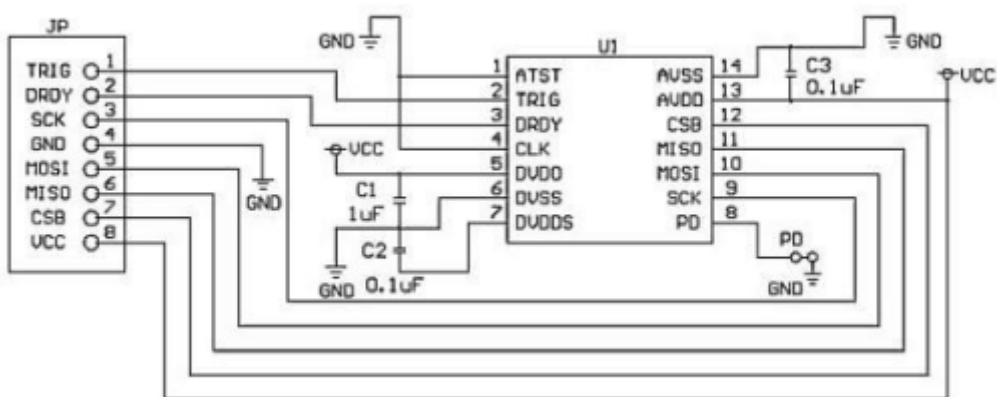 JP
TRIG 1
DRDY 2
SCK 3
GND 4
MOSI 5
MISO 6
CSB 7
VCC 8
GND
GND
VCC
C1
1uF
C2
0.1uF
GND
U1
1 ATST
2 TRIG
3 DRDY
4 CLK
5 DVDD
6 DVSS
7 DVDDS
AVSS 14
AVDD 13
CSB 12
MISO 11
MOSI 10
SCK 9
PD 8
C3
0.1uF
GND
VCC
PD
GND